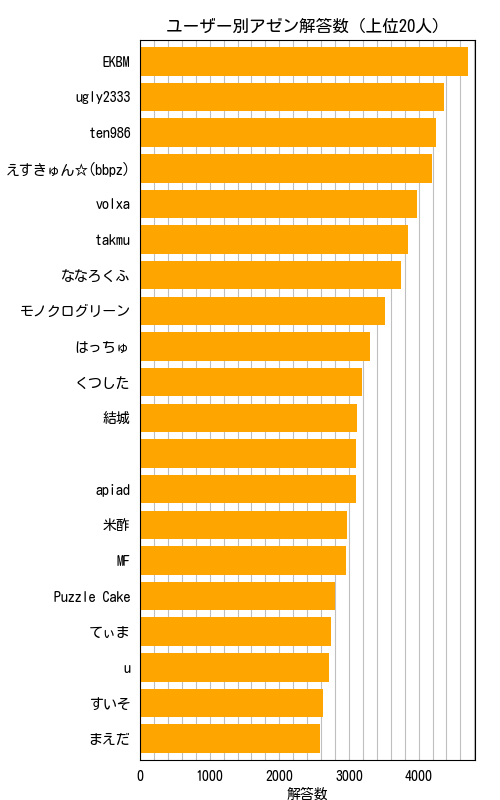 ユーザー別アゼン解答数 (上位20人)
EKBM
ugly2333
ten986
えすきゅん☆(bbpz)
volxa
takmu
ななろくふ
モノクログリーン
はっちゅ
くつした
結城
apiad
米酢
MF
Puzzle Cake
てぃま
u
すいそ
まえだ
0 1000 2000 3000 4000
解答数